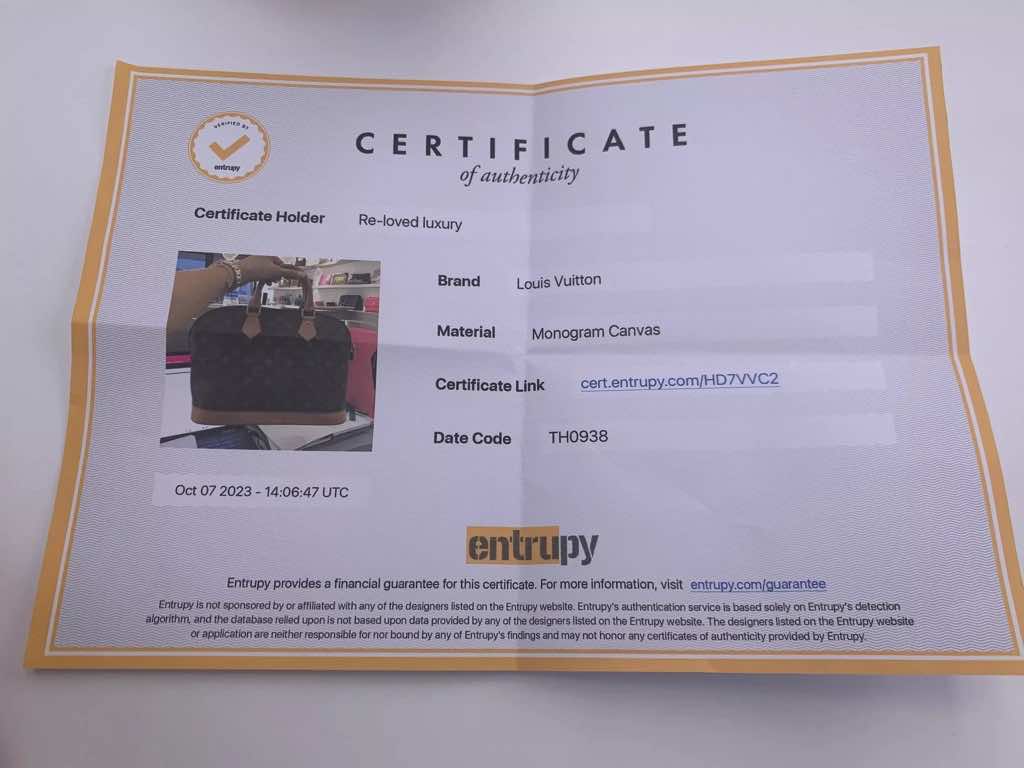 VERIFIED BY
entrupy
CERTIFICATE
of authenticity
Certificate Holder Re-loved luxury
Brand Louis Vuitton
Material Monogram Canvas
Certificate Link cert.entrupy.com/HD7VVC2
Date Code TH0938
Oct 07 2023 - 14:06:47 UTC
entrupy
Entrupy provides a financial guarantee for this certificate. For more information, visit entrupy.com/guarantee
Entrupy is not sponsored by or affiliated with any of the designers listed on the Entrupy website. Entrupy's authentication service is based solely on Entrupy's detection
algorithm, and the database relied upon is not based upon data provided by any of the designers listed on the Entrupy website. The designers listed on the Entrupy website
or application are neither responsible for nor bound by any of Entrupy's findings and may not honor any certificates of authenticity provided by Entrupy.